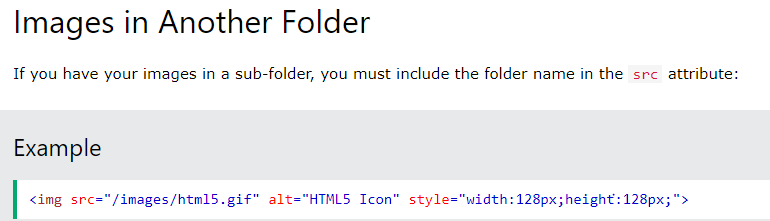 Images in Another Folder
If you have your images in a sub-folder, you must include the folder name in the src attribute:
Example
<img src="/images/html5.gif" alt="HTML5 Icon" style="width:128px;height:128px;">